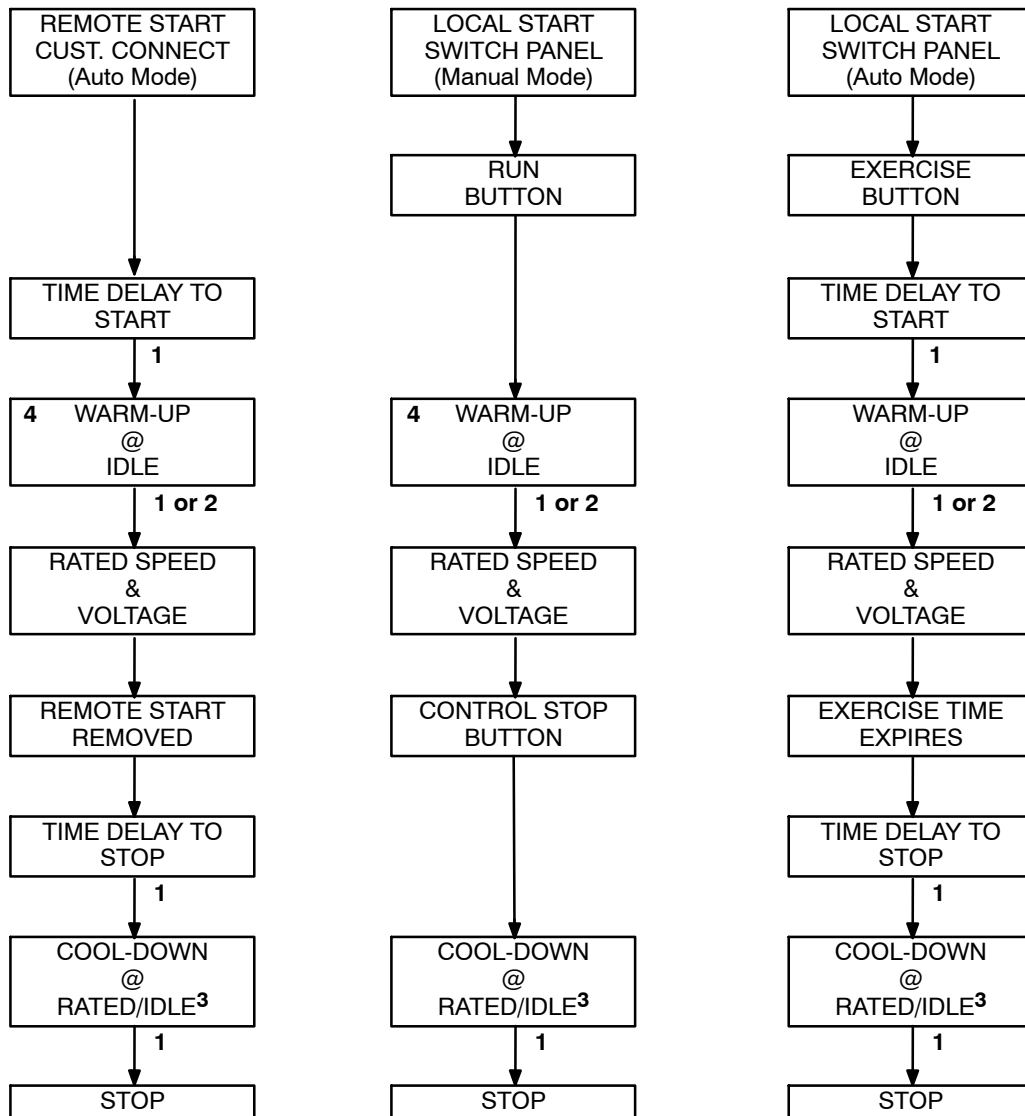 REMOTE START
CUST. CONNECT
(Auto Mode)
TIME DELAY TO
START
1
4 WARM-UP
@
IDLE
1 or 2
RATED SPEED
&
VOLTAGE
REMOTE START
REMOVED
TIME DELAY TO
STOP
1
COOL-DOWN
@
RATED/IDLE3
1
STOP
LOCAL START
SWITCH PANEL
(Manual Mode)
RUN
BUTTON
4 WARM-UP
@
IDLE
1 or 2
RATED SPEED
&
VOLTAGE
CONTROL STOP
BUTTON
COOL-DOWN
@
RATED/IDLE3
1
STOP
LOCAL START
SWITCH PANEL
(Auto Mode)
EXERCISE
BUTTON
TIME DELAY TO
START
1
WARM-UP
@
IDLE
1 or 2
RATED SPEED
&
VOLTAGE
EXERCISE TIME
EXPIRES
TIME DELAY TO
STOP
1
COOL-DOWN
@
RATED/IDLE3
1
STOP